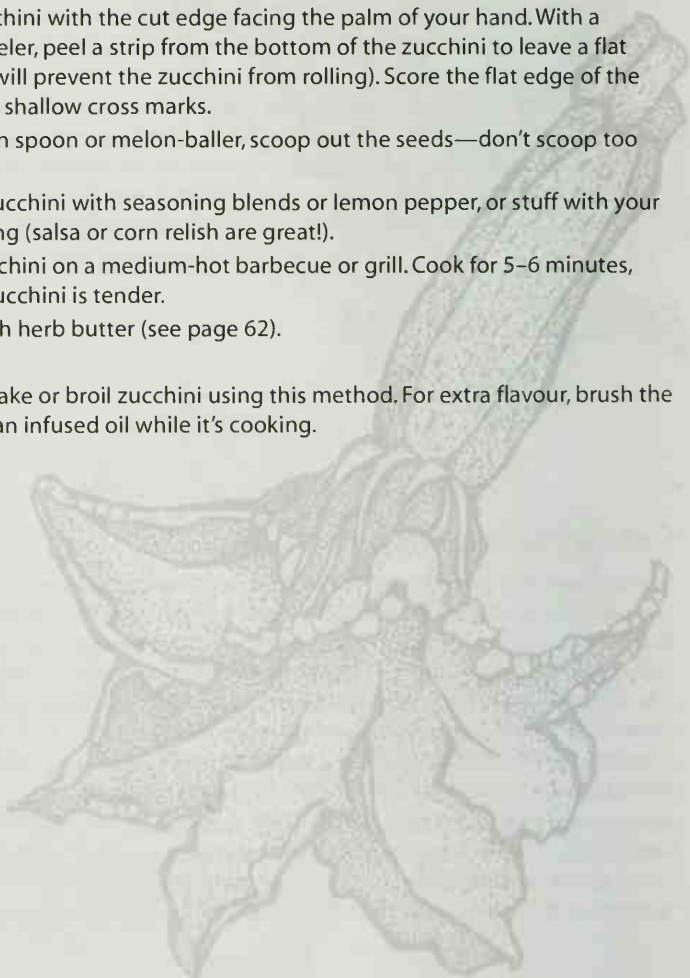 chini with the cut edge facing the palm of your hand. With a
eler, peel a strip from the bottom of the zucchini to leave a flat
will prevent the zucchini from rolling). Score the flat edge of the
shallow cross marks.
n spoon or melon-baller, scoop out the seeds—don't scoop too
ucchini with seasoning blends or lemon pepper, or stuff with your
ng (salsa or corn relish are great!).
chini on a medium-hot barbecue or grill. Cook for 5–6 minutes,
ucchini is tender.
h herb butter (see page 62).
ake or broil zucchini using this method. For extra flavour, brush the
an infused oil while it's cooking.